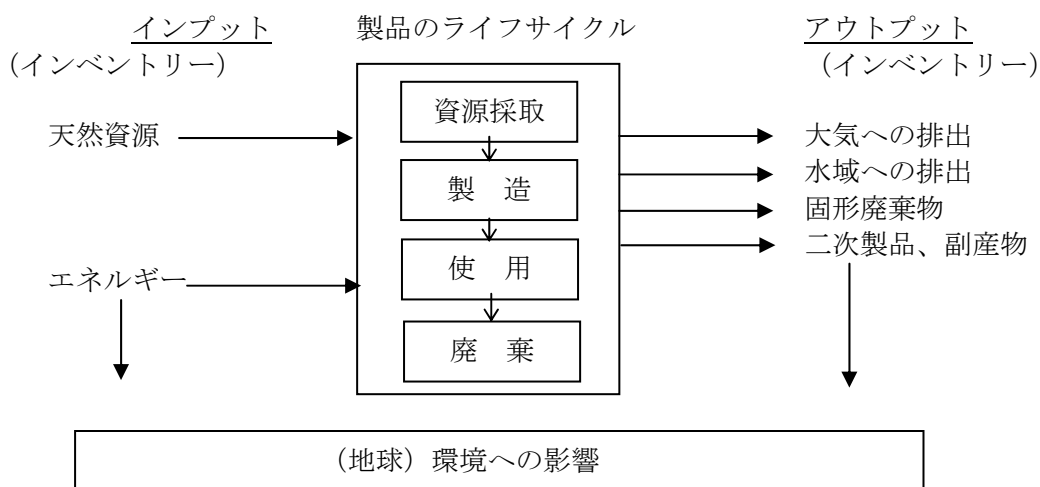 インプット 製品のライフサイクル アウトプット
(インベントリー) (インベントリー)
資源採取
天然資源 大気への排出
水域への排出
製 造
固形廃棄物
二次製品、副産物
使 用
エネルギー
廃 棄
(地球)環境への影響